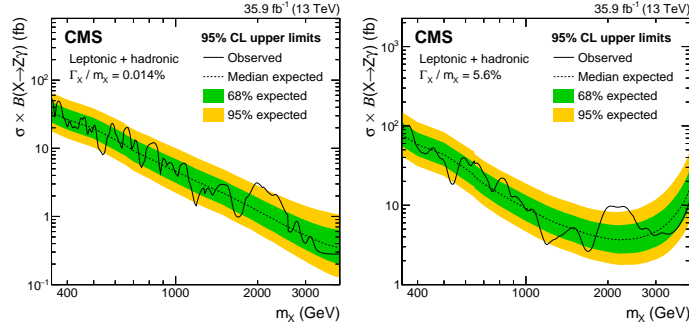 35.9 fb⁻¹ (13 TeV)
CMS
95% CL upper limits
Leptonic + hadronic
Γ_X / m_X = 0.014%
Observed
Median expected
68% expected
95% expected
σ × B(X→Zγ) (fb)
10²
10
1
10⁻¹
400
1000
2000
3000
m_X (GeV)
35.9 fb⁻¹ (13 TeV)
CMS
95% CL upper limits
Leptonic + hadronic
Γ_X / m_X = 5.6%
Observed
Median expected
68% expected
95% expected
σ × B(X→Zγ) (fb)
10³
10²
10
1
400
1000
2000
3000
m_X (GeV)